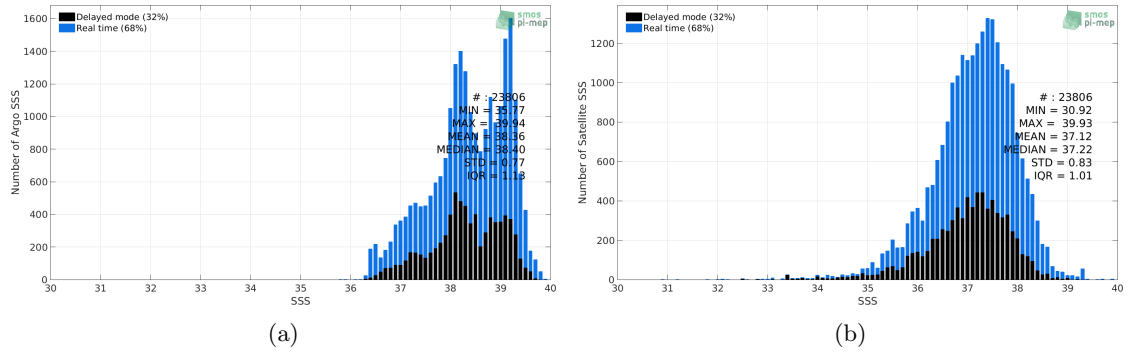 Delayed mode (32%)
Real time (68%)
smos
pi-mep
Number of Argo SSS
1600
1400
1200
1000
800
600
400
200
0
# : 23806
MIN = 35.77
MAX = 39.94
MEAN = 38.36
MEDIAN = 38.40
STD = 0.77
IQR = 1.13
30 31 32 33 34 35 36 37 38 39 40
SSS
(a)
Delayed mode (32%)
Real time (68%)
smos
pi-mep
Number of Satellite SSS
1200
1000
800
600
400
200
0
# : 23806
MIN = 30.92
MAX = 39.93
MEAN = 37.12
MEDIAN = 37.22
STD = 0.83
IQR = 1.01
30 31 32 33 34 35 36 37 38 39 40
SSS
(b)